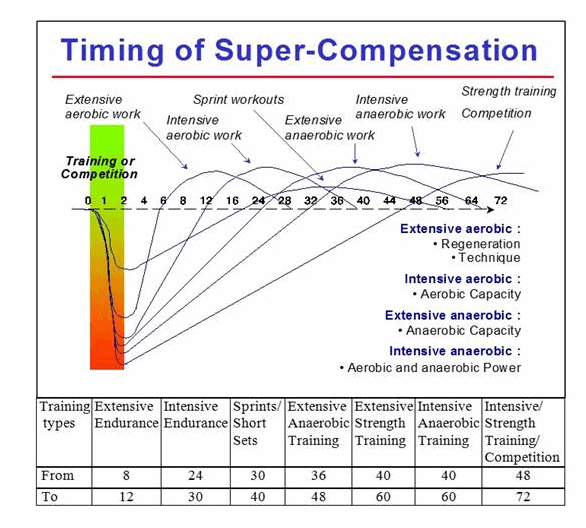 Timing of Super-Compensation
Extensive
aerobic work
Intensive
aerobic work
Sprint workouts
Extensive
anaerobic work
Intensive
anaerobic work
Strength training
Competition
Training or
Competition
0 1 2 4 6 8 12 16 20 24 28 32 36 40 44 48 56 64 72
Extensive aerobic :
• Regeneration
• Technique
Intensive aerobic :
• Aerobic Capacity
Extensive anaerobic :
• Anaerobic Capacity
Intensive anaerobic :
• Aerobic and anaerobic Power
Training types Extensive Endurance Intensive Endurance Sprints/ Short Sets Extensive Anaerobic Training Extensive Strength Training Intensive Anaerobic Training Intensive/ Strength Training/ Competition
From 8 24 30 36 40 40 48
To 12 30 40 48 60 60 72